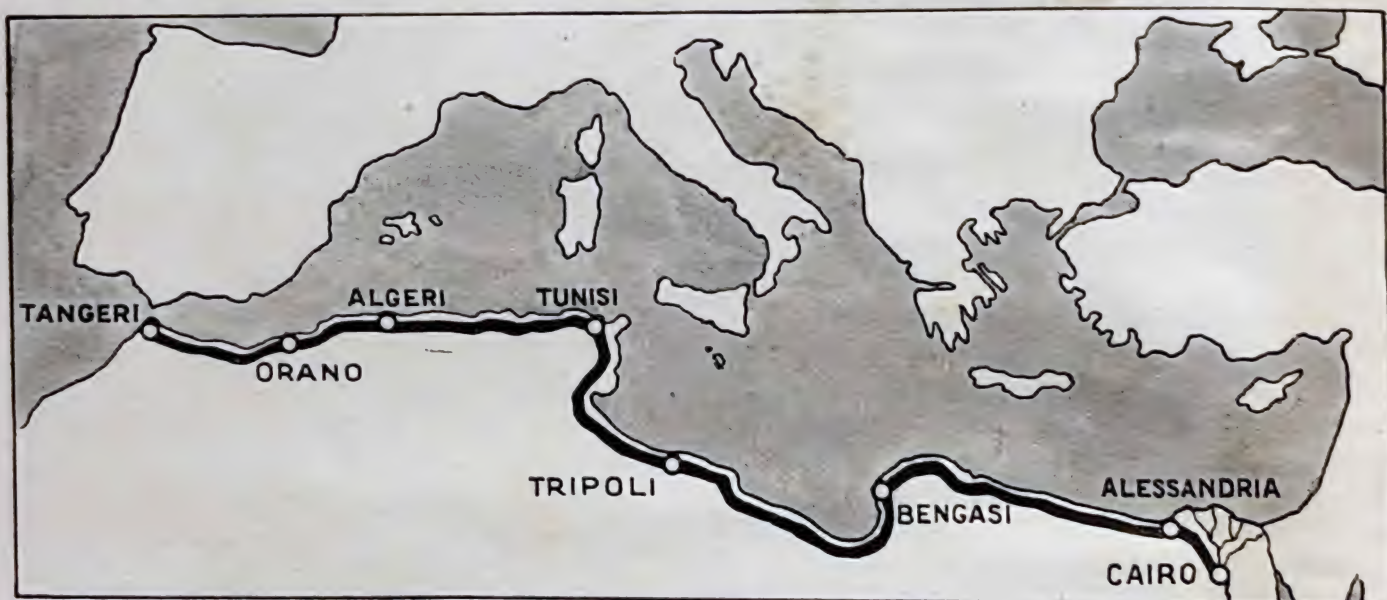 TANGERI
ORANO
ALGERI
TUNISI
TRIPOLI
BENGASI
ALESSANDRIA
CAIRO